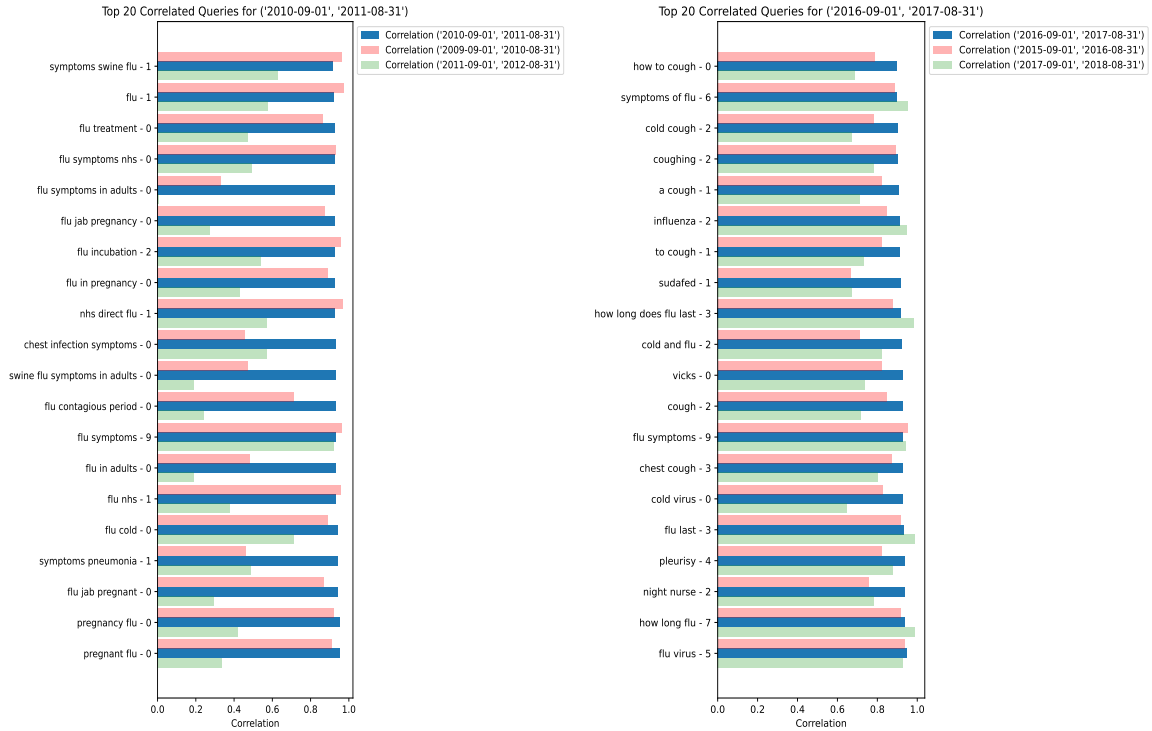 Top 20 Correlated Queries for ('2010-09-01', '2011-08-31')
Correlation ('2010-09-01', '2011-08-31')
Correlation ('2009-09-01', '2010-08-31')
Correlation ('2011-09-01', '2012-08-31')
symptoms swine flu - 1
flu - 1
flu treatment - 0
flu symptoms nhs - 0
flu symptoms in adults - 0
flu jab pregnancy - 0
flu incubation - 2
flu in pregnancy - 0
nhs direct flu - 1
chest infection symptoms - 0
swine flu symptoms in adults - 0
flu contagious period - 0
flu symptoms - 9
flu in adults - 0
flu nhs - 1
flu cold - 0
symptoms pneumonia - 1
flu jab pregnant - 0
pregnancy flu - 0
pregnant flu - 0
0.0 0.2 0.4 0.6 0.8 1.0
Correlation
Top 20 Correlated Queries for ('2016-09-01', '2017-08-31')
Correlation ('2016-09-01', '2017-08-31')
Correlation ('2015-09-01', '2016-08-31')
Correlation ('2017-09-01', '2018-08-31')
how to cough - 0
symptoms of flu - 6
cold cough - 2
coughing - 2
a cough - 1
influenza - 2
to cough - 1
sudafed - 1
how long does flu last - 3
cold and flu - 2
vicks - 0
cough - 2
flu symptoms - 9
chest cough - 3
cold virus - 0
flu last - 3
pleurisy - 4
night nurse - 2
how long flu - 7
flu virus - 5
0.0 0.2 0.4 0.6 0.8 1.0
Correlation